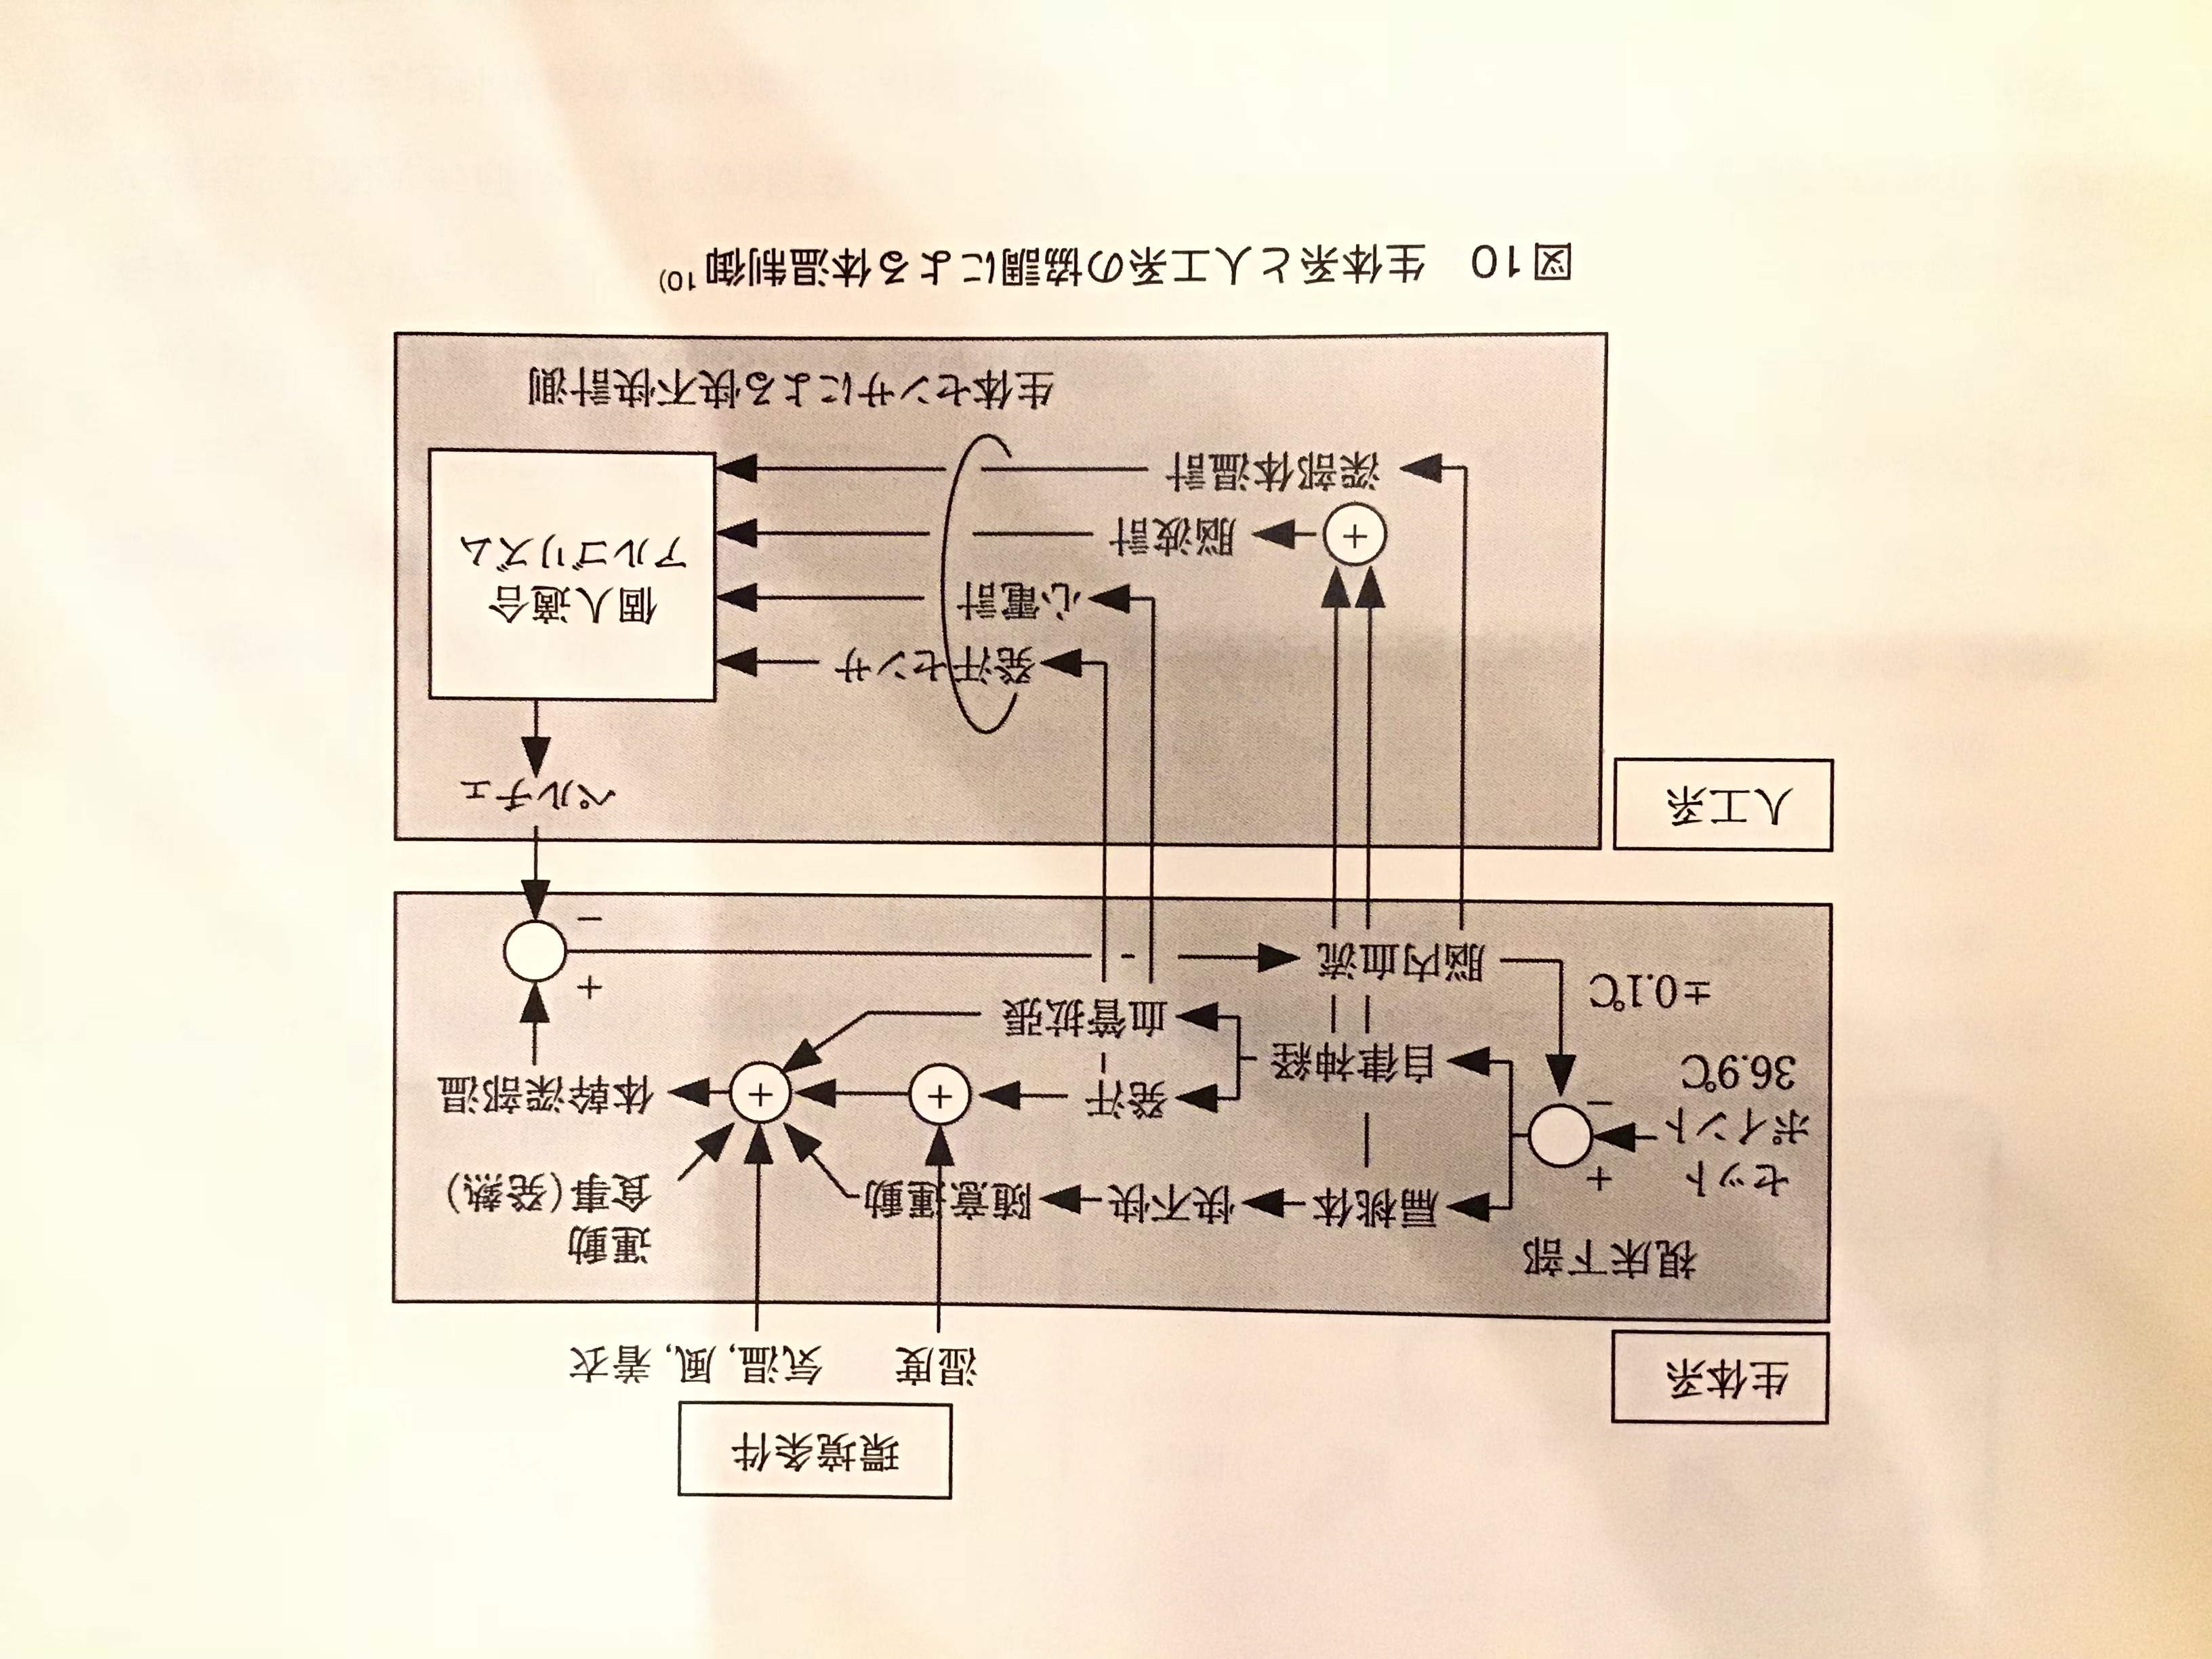 環境条件
生体系
湿度 気温, 風, 着衣
視床下部
運動
食事(発熱)
扁桃体 快不快 随意運動
セット
ポイント
36.9℃
+
−
発汗 + + 体幹深部温
自律神経
血管拡張
±0.1℃
脳内血流 -
+
−
人工系
ペルチェ
発汗センサ
心電計
個人適合
アルゴリズム
+ 脳波計
深部体温計
生体センサによる快不快計測
図10 生体系と人工系の協調による体温制御10)